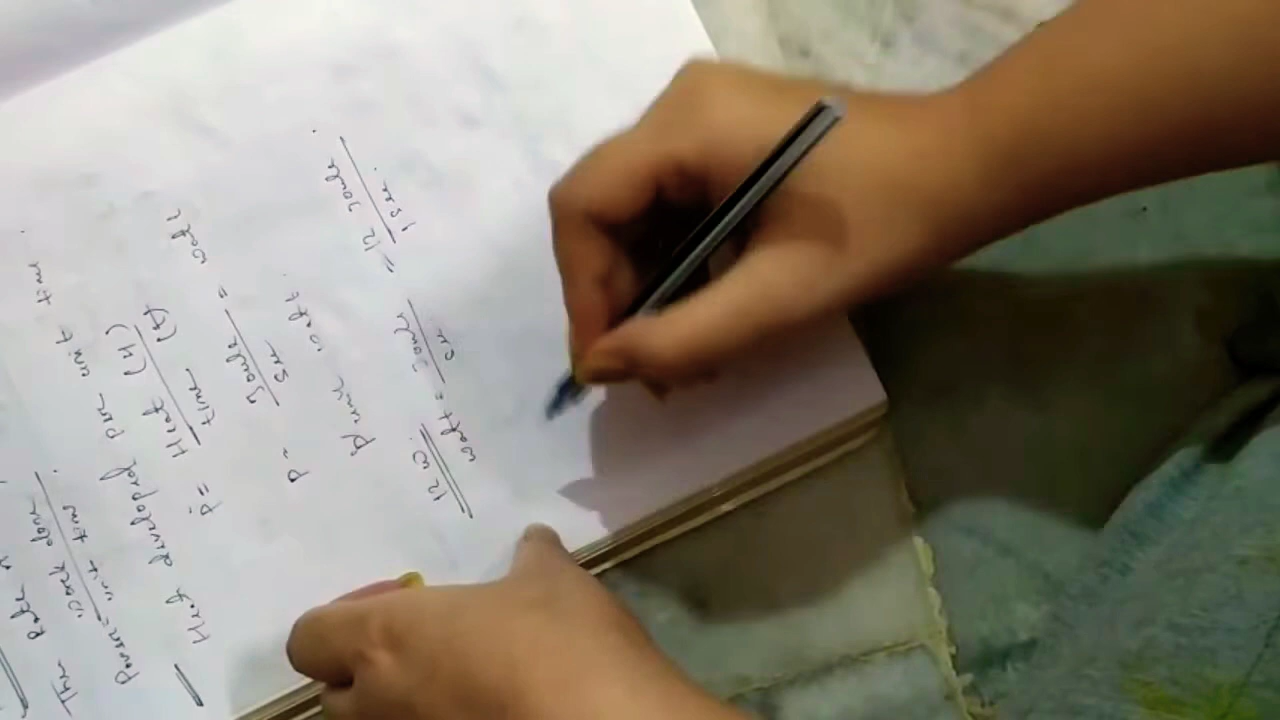 The Rate
Power = work done / unit time
Heat developed per unit time.
P = Heat (H) / time (t)
P = Joule / sec = watt
P unit watt.
12 W.
watt = Joule / sec = 12 Joule / 1 sec.